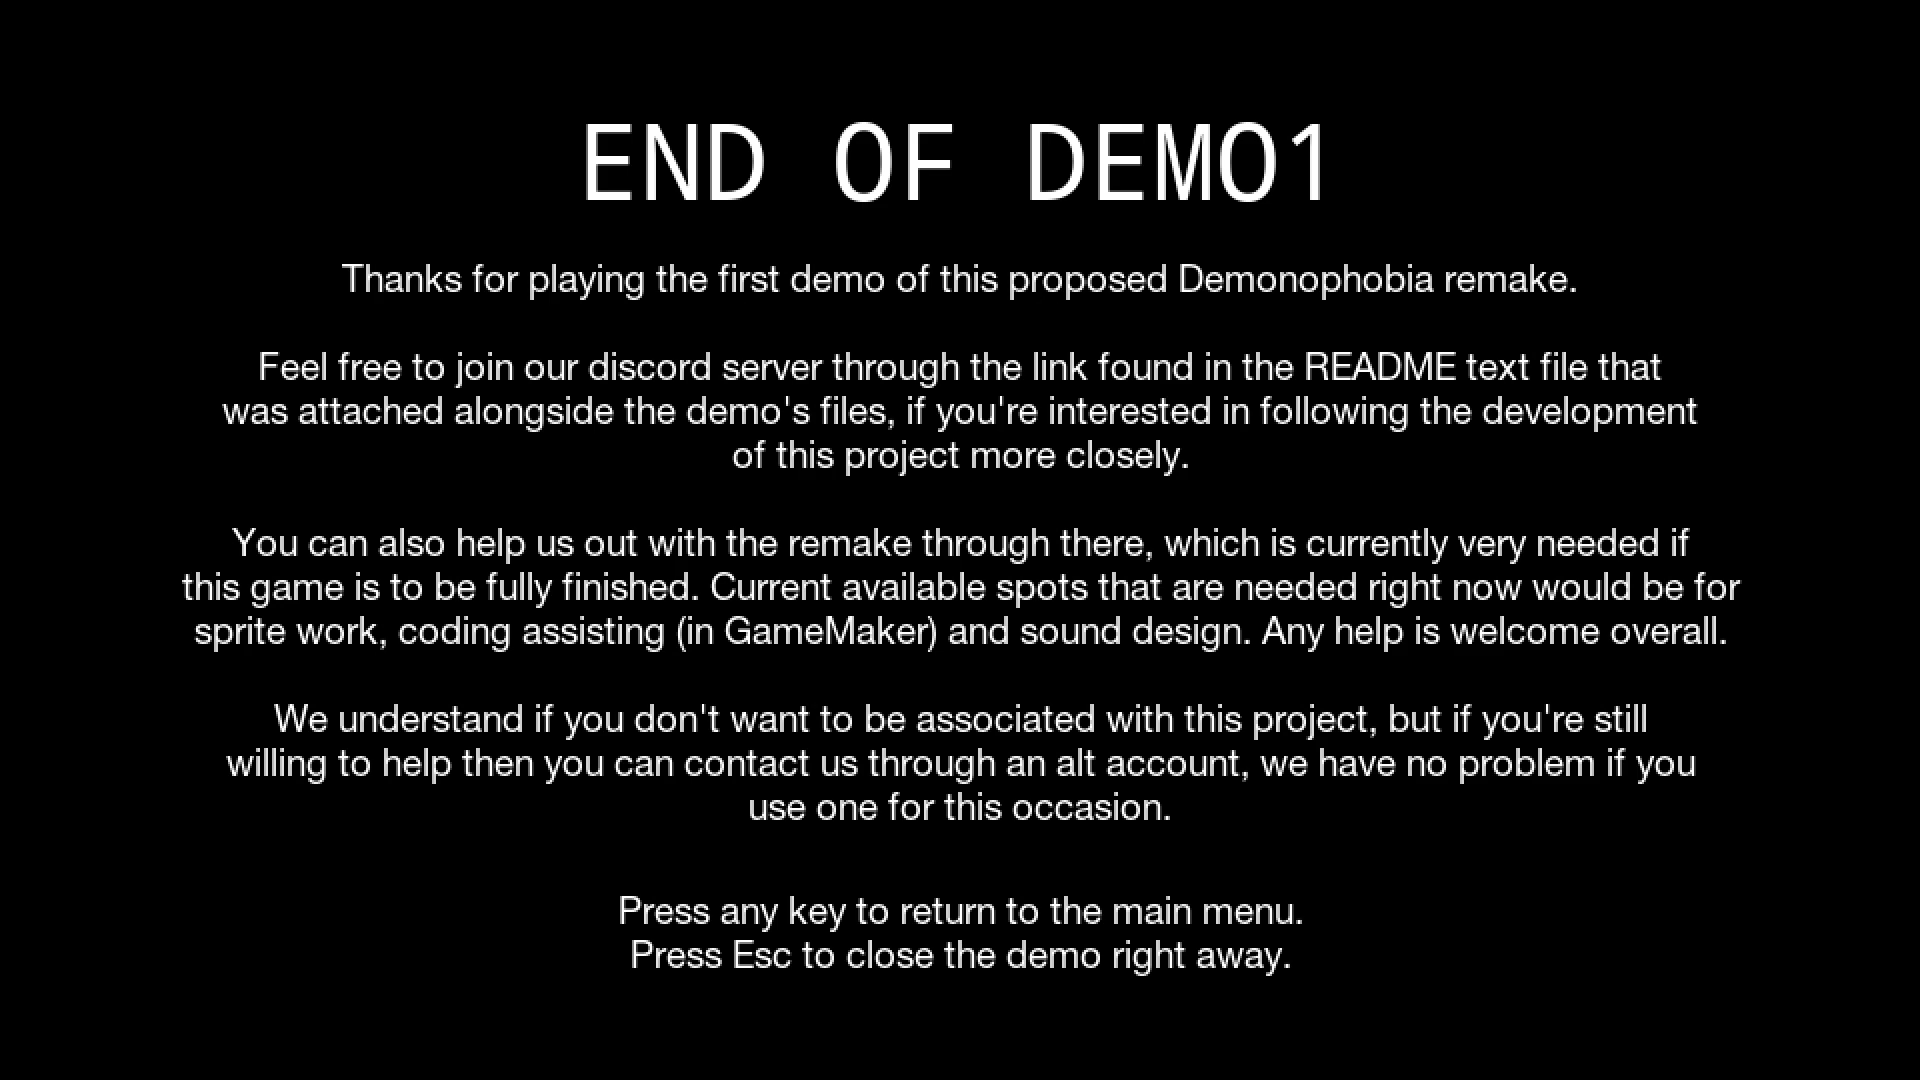 END OF DEMO1
Thanks for playing the first demo of this proposed Demonophobia remake.
Feel free to join our discord server through the link found in the README text file that
was attached alongside the demo's files, if you're interested in following the development
of this project more closely.
You can also help us out with the remake through there, which is currently very needed if
this game is to be fully finished. Current available spots that are needed right now would be for
sprite work, coding assisting (in GameMaker) and sound design. Any help is welcome overall.
We understand if you don't want to be associated with this project, but if you're still
willing to help then you can contact us through an alt account, we have no problem if you
use one for this occasion.
Press any key to return to the main menu.
Press Esc to close the demo right away.